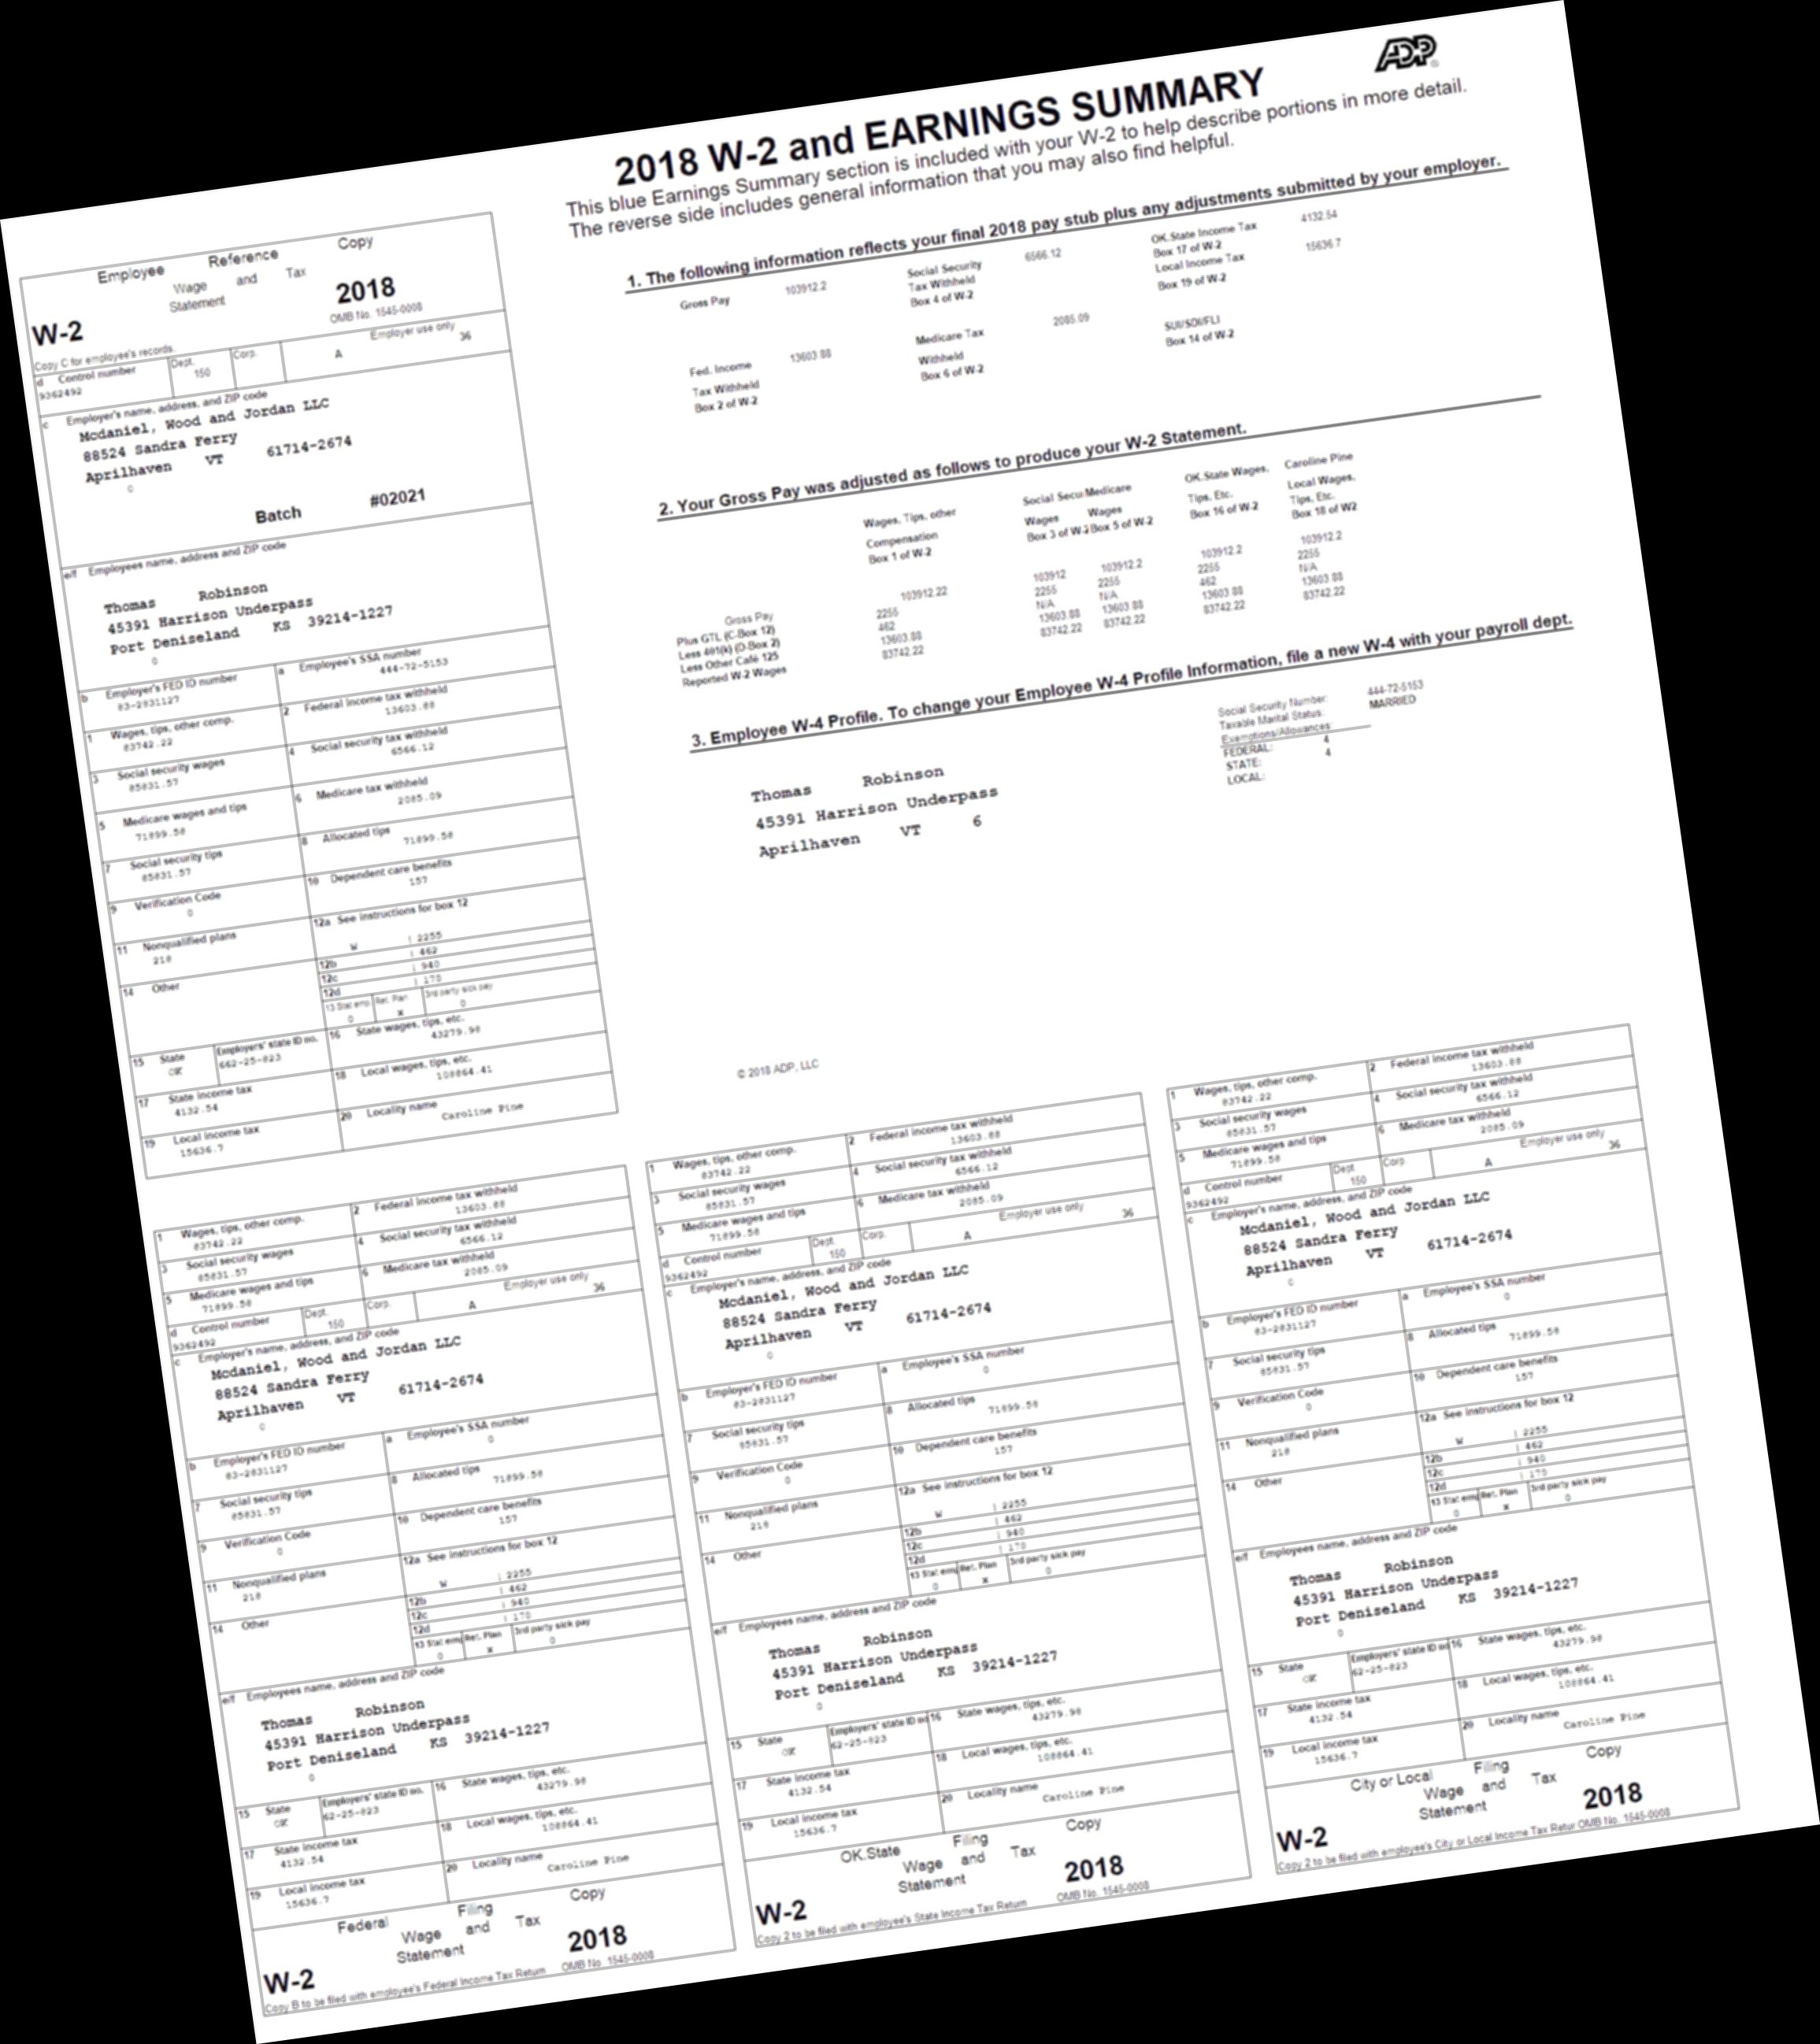 ADP
2018 W-2 and EARNINGS SUMMARY
This blue Earnings Summary section is included with your W-2 to help describe portions in more detail.
The reverse side includes general information that you may also find helpful.
Employee Reference Copy
Wage and Tax
Statement
W-2 2018
OMB No. 1545-0008
Copy C for employee's records.
d Control number Dept. Corp. Employer use only
9362492 150 A 36
c Employer's name, address, and ZIP code
Mcdaniel, Wood and Jordan LLC
88524 Sandra Ferry
Aprilhaven VT 61714-2674
0
Batch #02021
e/f Employees name, address and ZIP code
Thomas Robinson
45391 Harrison Underpass
Port Deniseland KS 39214-1227
0
b Employer's FED ID number a Employee's SSA number
83-2831127 444-72-5153
1 Wages, tips, other comp. 2 Federal income tax withheld
83742.22 13603.88
3 Social security wages 4 Social security tax withheld
85831.57 6566.12
5 Medicare wages and tips 6 Medicare tax withheld
71899.58 2085.09
7 Social security tips 8 Allocated tips
85831.57 71899.58
9 Verification Code 10 Dependent care benefits
0 157
11 Nonqualified plans 12a See instructions for box 12
218 W | 2255
14 Other 12b | 462
12c | 940
12d | 178
13 Stat emp. Ret. Plan 3rd party sick pay
0 x 0
15 State Employers' state ID no. 16 State wages, tips, etc.
OK 662-25-823 43279.98
17 State income tax 18 Local wages, tips, etc.
4132.54 108864.41
19 Local income tax 20 Locality name
15636.7 Caroline Pine
1. The following information reflects your final 2018 pay stub plus any adjustments submitted by your employer.
Gross Pay 103912.2 Social Security 6566.12 OK.State Income Tax 4132.54
Tax Withheld Box 17 of W-2
Box 4 of W-2 Local Income Tax 15636.7
Box 19 of W-2
Fed. Income 13603.88 Medicare Tax 2085.09 SUI/SDI/FLI
Tax Withheld Withheld Box 14 of W-2
Box 2 of W-2 Box 6 of W-2
2. Your Gross Pay was adjusted as follows to produce your W-2 Statement.
Wages, Tips, other Social Secu Medicare OK.State Wages, Caroline Pine
Compensation Wages Wages Tips, Etc. Local Wages,
Box 1 of W-2 Box 3 of W-2 Box 5 of W-2 Box 16 of W-2 Tips, Etc.
Box 18 of W2
Gross Pay 103912.22 103912 103912.2 103912.2 103912.2
Plus GTL (C-Box 12) 2255 2255 2255 2255 2255
Less 401(k) (D-Box 2) 462 N/A N/A 462 N/A
Less Other Café 125 13603.88 13603.88 13603.88 13603.88 13603.88
Reported W-2 Wages 83742.22 83742.22 83742.22 83742.22 83742.22
3. Employee W-4 Profile. To change your Employee W-4 Profile Information, file a new W-4 with your payroll dept.
Thomas Robinson
45391 Harrison Underpass
Aprilhaven VT 6
Social Security Number: 444-72-5153
Taxable Marital Status: MARRIED
Exemptions/Allowances:
FEDERAL: 4
STATE: 4
LOCAL:
© 2018 ADP, LLC
1 Wages, tips, other comp. 2 Federal income tax withheld
83742.22 13603.88
3 Social security wages 4 Social security tax withheld
85831.57 6566.12
5 Medicare wages and tips 6 Medicare tax withheld
71899.58 2085.09
d Control number Dept. Corp. Employer use only
9362492 150 A 36
c Employer's name, address, and ZIP code
Mcdaniel, Wood and Jordan LLC
88524 Sandra Ferry
Aprilhaven VT 61714-2674
0
b Employer's FED ID number a Employee's SSA number
83-2831127 0
7 Social security tips 8 Allocated tips
85831.57 71899.58
9 Verification Code 10 Dependent care benefits
0 157
11 Nonqualified plans 12a See instructions for box 12
218 W | 2255
14 Other 12b | 462
12c | 940
12d | 178
13 Stat emp Ret. Plan 3rd party sick pay
0 x 0
e/f Employees name, address and ZIP code
Thomas Robinson
45391 Harrison Underpass
Port Deniseland KS 39214-1227
0
15 State Employers' state ID no. 16 State wages, tips, etc.
OK 62-25-823 43279.98
17 State income tax 18 Local wages, tips, etc.
4132.54 108864.41
19 Local income tax 20 Locality name
15636.7 Caroline Pine
Federal Filing Copy
Wage and Tax
Statement
W-2 2018
Copy B to be filed with employee's Federal Income Tax Return OMB No. 1545-0008
1 Wages, tips, other comp. 2 Federal income tax withheld
83742.22 13603.88
3 Social security wages 4 Social security tax withheld
85831.57 6566.12
5 Medicare wages and tips 6 Medicare tax withheld
71899.58 2085.09
d Control number Dept. Corp. Employer use only
9362492 150 A 36
c Employer's name, address, and ZIP code
Mcdaniel, Wood and Jordan LLC
88524 Sandra Ferry
Aprilhaven VT 61714-2674
0
b Employer's FED ID number a Employee's SSA number
83-2831127 0
7 Social security tips 8 Allocated tips
85831.57 71899.58
9 Verification Code 10 Dependent care benefits
0 157
11 Nonqualified plans 12a See instructions for box 12
218 W | 2255
14 Other 12b | 462
12c | 940
12d | 178
13 Stat emp Ret. Plan 3rd party sick pay
0 x 0
e/f Employees name, address and ZIP code
Thomas Robinson
45391 Harrison Underpass
Port Deniseland KS 39214-1227
0
15 State Employers' state ID no 16 State wages, tips, etc.
OK 62-25-823 43279.98
17 State income tax 18 Local wages, tips, etc.
4132.54 108864.41
19 Local income tax 20 Locality name
15636.7 Caroline Pine
OK.State Filing Copy
Wage and Tax
Statement
W-2 2018
Copy 2 to be filed with employee's State Income Tax Return OMB No. 1545-0008
1 Wages, tips, other comp. 2 Federal income tax withheld
83742.22 13603.88
3 Social security wages 4 Social security tax withheld
85831.57 6566.12
5 Medicare wages and tips 6 Medicare tax withheld
71899.58 2085.09
d Control number Dept. Corp. Employer use only
9362492 150 A 36
c Employer's name, address, and ZIP code
Mcdaniel, Wood and Jordan LLC
88524 Sandra Ferry
Aprilhaven VT 61714-2674
0
b Employer's FED ID number a Employee's SSA number
83-2831127 0
7 Social security tips 8 Allocated tips
85831.57 71899.58
9 Verification Code 10 Dependent care benefits
0 157
11 Nonqualified plans 12a See instructions for box 12
218 W | 2255
14 Other 12b | 462
12c | 940
12d | 178
13 Stat emp Ret. Plan 3rd party sick pay
0 x 0
e/f Employees name, address and ZIP code
Thomas Robinson
45391 Harrison Underpass
Port Deniseland KS 39214-1227
0
15 State Employers' state ID no 16 State wages, tips, etc.
OK 62-25-823 43279.98
17 State income tax 18 Local wages, tips, etc.
4132.54 108864.41
19 Local income tax 20 Locality name
15636.7 Caroline Pine
City or Local Filing Copy
Wage and Tax
Statement
W-2 2018
Copy 2 to be filed with employee's City or Local Income Tax Retur OMB No. 1545-0008